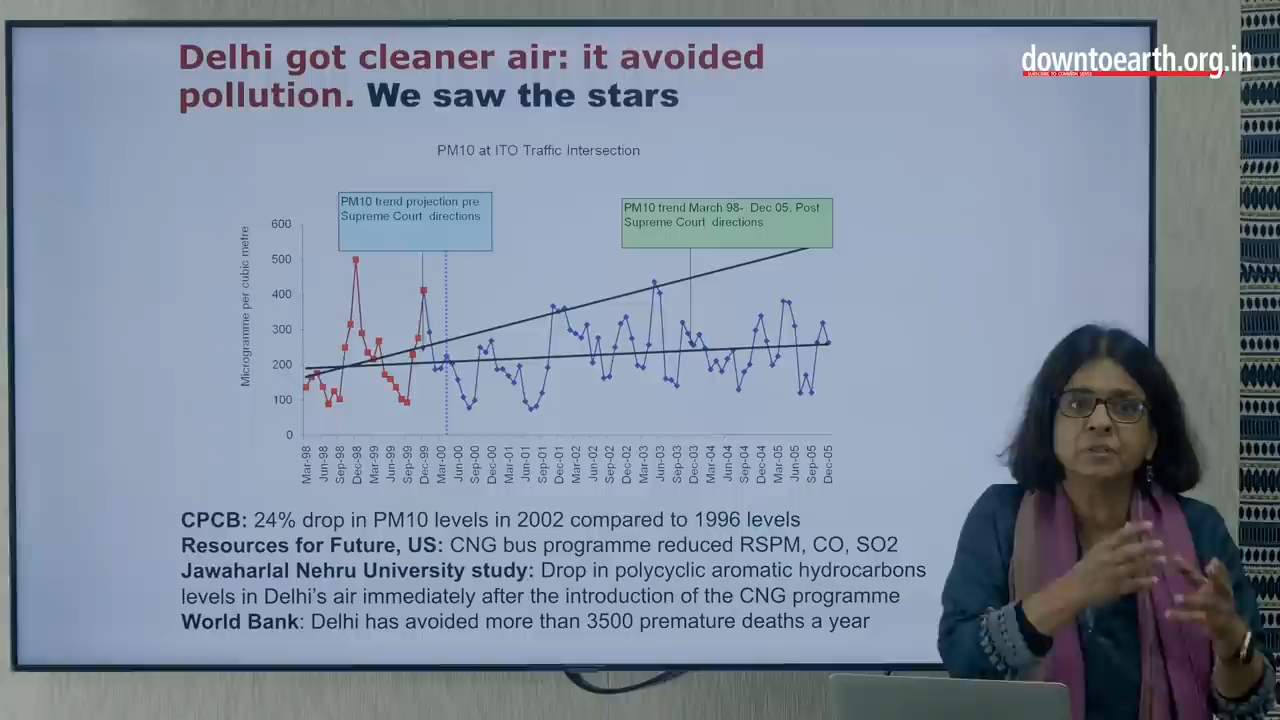 Delhi got cleaner air: it avoided
pollution. We saw the stars
downtoearth.org.in
SUBSCRIBE TO COMMON SENSE
PM10 at ITO Traffic Intersection
PM10 trend projection pre
Supreme Court directions
PM10 trend March 98- Dec 05. Post
Supreme Court directions
Microgramme per cubic metre
600
500
400
300
200
100
0
Mar-98
Jun-98
Sep-98
Dec-98
Mar-99
Jun-99
Sep-99
Dec-99
Mar-00
Jun-00
Sep-00
Dec-00
Mar-01
Jun-01
Sep-01
Dec-01
Mar-02
Jun-02
Sep-02
Dec-02
Mar-03
Jun-03
Sep-03
Dec-03
Mar-04
Jun-04
Sep-04
Dec-04
Mar-05
Jun-05
Sep-05
Dec-05
CPCB: 24% drop in PM10 levels in 2002 compared to 1996 levels
Resources for Future, US: CNG bus programme reduced RSPM, CO, SO2
Jawaharlal Nehru University study: Drop in polycyclic aromatic hydrocarbons
levels in Delhi's air immediately after the introduction of the CNG programme
World Bank: Delhi has avoided more than 3500 premature deaths a year